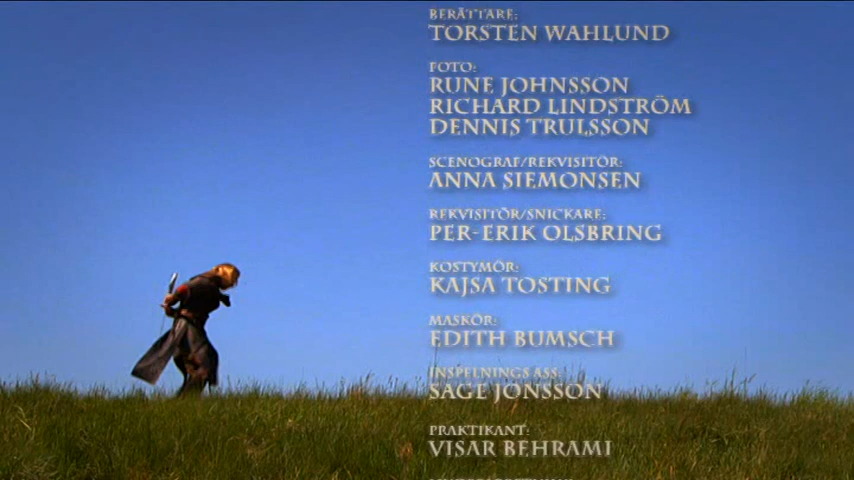 BERÄTTARE:
TORSTEN WAHLUND
FOTO:
RUNE JOHNSSON
RICHARD LINDSTRÖM
DENNIS TRULSSON
SCENOGRAF/REKVISITÖR:
ANNA SIEMONSEN
REKVISITÖR/SNICKARE:
PER-ERIK OLSBRING
KOSTYMÖR:
KAJSA TOSTING
MASKÖR:
EDITH BUMSCH
INSPELNINGS ASS:
SAGE JONSSON
PRAKTIKANT:
VISAR BEHRAMI